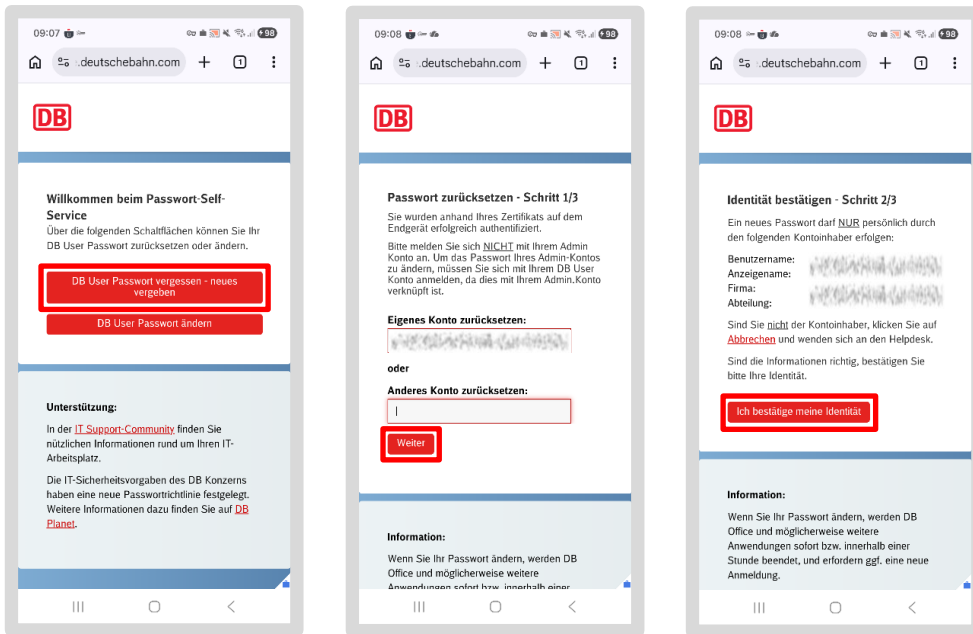 09:07
98
.deutschebahn.com
1
DB
Willkommen beim Passwort-Self-
Service
Über die folgenden Schaltflächen können Sie Ihr
DB User Passwort zurücksetzen oder ändern.
DB User Passwort vergessen - neues
vergeben
DB User Passwort ändern
Unterstützung:
In der IT Support-Community finden Sie
nützlichen Informationen rund um Ihren IT-
Arbeitsplatz.
Die IT-Sicherheitsvorgaben des DB Konzerns
haben eine neue Passwortrichtlinie festgelegt.
Weitere Informationen dazu finden Sie auf DB
Planet.
09:08
98
.deutschebahn.com
1
DB
Passwort zurücksetzen - Schritt 1/3
Sie wurden anhand Ihres Zertifikats auf dem
Endgerät erfolgreich authentifiziert.
Bitte melden Sie sich NICHT mit Ihrem Admin
Konto an. Um das Passwort Ihres Admin-Kontos
zu ändern, müssen Sie sich mit Ihrem DB User
Konto anmelden, da dies mit Ihrem Admin.Konto
verknüpft ist.
Eigenes Konto zurücksetzen:
oder
Anderes Konto zurücksetzen:
Weiter
Information:
Wenn Sie Ihr Passwort ändern, werden DB
Office und möglicherweise weitere
Anwendungen sofort bzw. innerhalb einer
09:08
98
.deutschebahn.com
1
DB
Identität bestätigen - Schritt 2/3
Ein neues Passwort darf NUR persönlich durch
den folgenden Kontoinhaber erfolgen:
Benutzername:
Anzeigename:
Firma:
Abteilung:
Sind Sie nicht der Kontoinhaber, klicken Sie auf
Abbrechen und wenden sich an den Helpdesk.
Sind die Informationen richtig, bestätigen Sie
bitte Ihre Identität.
Ich bestätige meine Identität
Information:
Wenn Sie Ihr Passwort ändern, werden DB
Office und möglicherweise weitere
Anwendungen sofort bzw. innerhalb einer
Stunde beendet, und erfordern ggf. eine neue
Anmeldung.